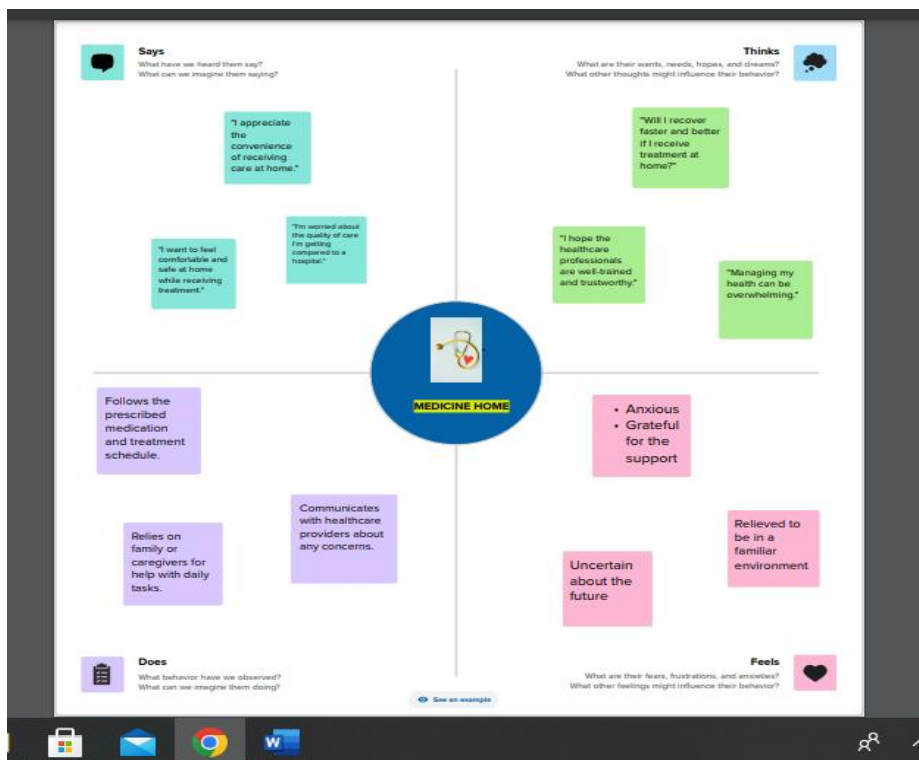 Says
What have we heard them say?
What can we imagine them saying?
Thinks
What are their wants, needs, hopes, and dreams?
What other thoughts might influence their behavior?
"I appreciate
the
convenience
of receiving
care at home."
"I want to feel
comfortable and
safe at home
while receiving
treatment."
"I'm worried about
the quality of care
I'm getting
compared to a
hospital."
"Will I recover
faster and better
if I receive
treatment at
home?"
"I hope the
healthcare
professionals
are well-trained
and trustworthy."
"Managing my
health can be
overwhelming."
MEDICINE HOME
Follows the
prescribed
medication
and treatment
schedule.
Relies on
family or
caregivers for
help with daily
tasks.
Communicates
with healthcare
providers about
any concerns.
• Anxious
• Grateful
for the
support
Uncertain
about the
future
Relieved to
be in a
familiar
environment
Does
What behavior have we observed?
What can we imagine them doing?
Feels
What are their fears, frustrations, and anxieties?
What other feelings might influence their behavior?
See an example
W